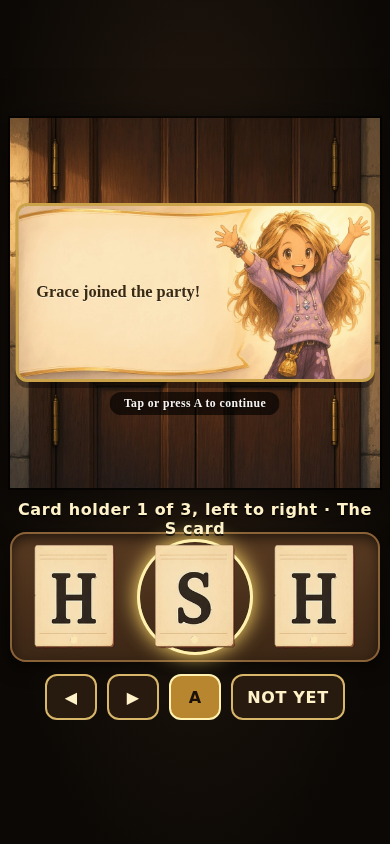 Grace joined the party!
Tap or press A to continue
Card holder 1 of 3, left to right · The
S card
H S H
◀ ▶ A NOT YET